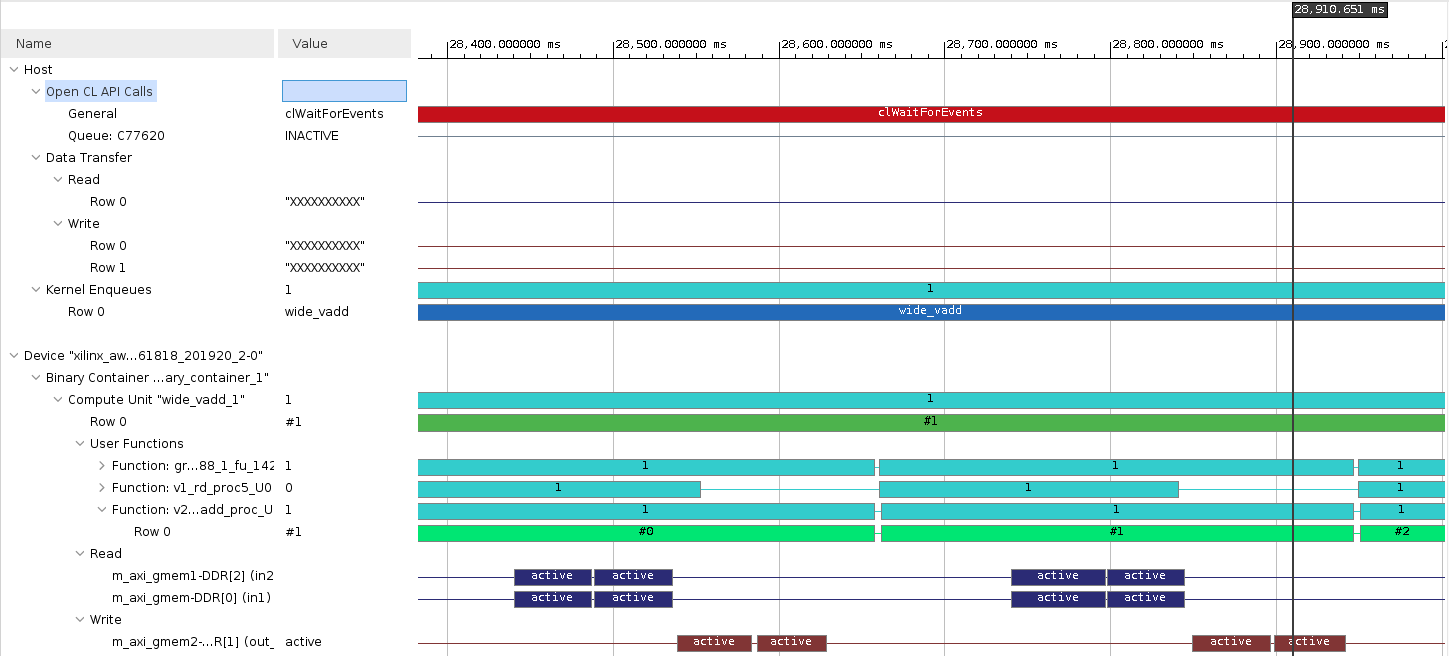 28,910.651 ms
Name Value 28,400.000000 ms 28,500.000000 ms 28,600.000000 ms 28,700.000000 ms 28,800.000000 ms 28,900.000000 ms
Host
Open CL API Calls
General clWaitForEvents clWaitForEvents
Queue: C77620 INACTIVE
Data Transfer
Read
Row 0 "XXXXXXXXXX"
Write
Row 0 "XXXXXXXXXX"
Row 1 "XXXXXXXXXX"
Kernel Enqueues 1 1
Row 0 wide_vadd wide_vadd
Device "xilinx_aw...61818_201920_2-0"
Binary Container ...ary_container_1"
Compute Unit "wide_vadd_1" 1 1
Row 0 #1 #1
User Functions
Function: gr...88_1_fu_142 1 1 1 1
Function: v1_rd_proc5_U0 0 1 1 1
Function: v2...add_proc_U 1 1 1 1
Row 0 #1 #0 #1 #2
Read
m_axi_gmem1-DDR[2] (in2 active active active active
m_axi_gmem-DDR[0] (in1) active active active active
Write
m_axi_gmem2-...R[1] (out_ active active active active active